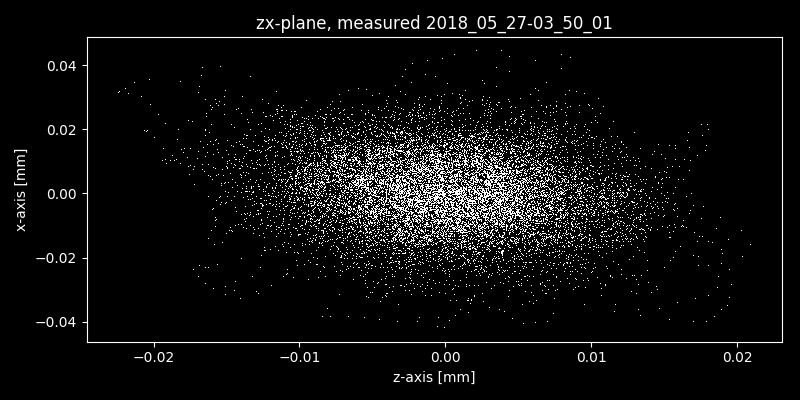 zx-plane, measured 2018_05_27-03_50_01
0.04
0.02
0.00
−0.02
−0.04
x-axis [mm]
−0.02 −0.01 0.00 0.01 0.02
z-axis [mm]